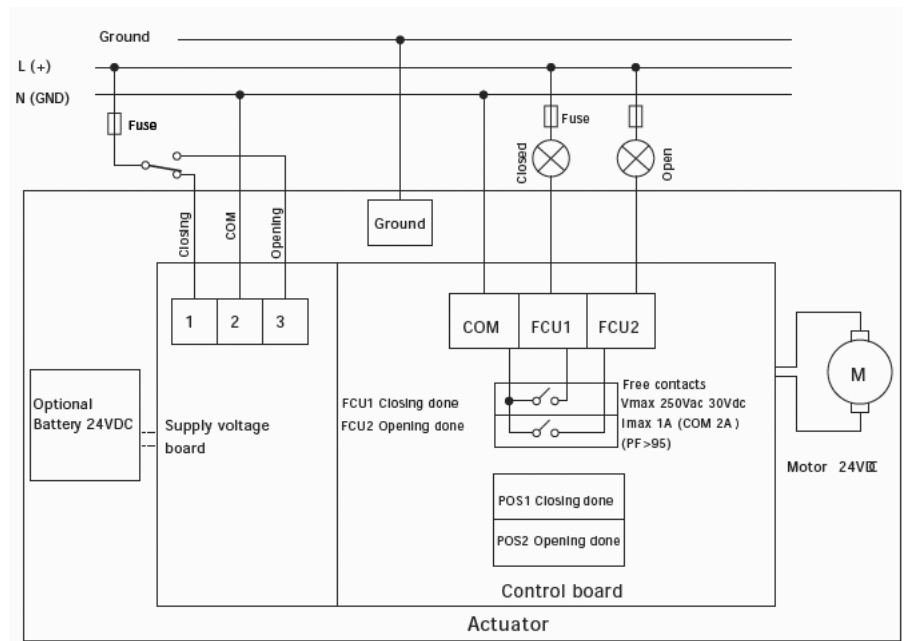 Ground
L (+)
N (GND)
Fuse
Fuse
Closed
Open
Closing
COM
Opening
Ground
1 2 3
COM FCU1 FCU2
Optional
Battery 24VDC
Supply voltage
board
FCU1 Closing done
FCU2 Opening done
Free contacts
Vmax 250Vac 30Vdc
Imax 1A (COM 2A)
(PF>95)
M
Motor 24VDC
POS1 Closing done
POS2 Opening done
Control board
Actuator